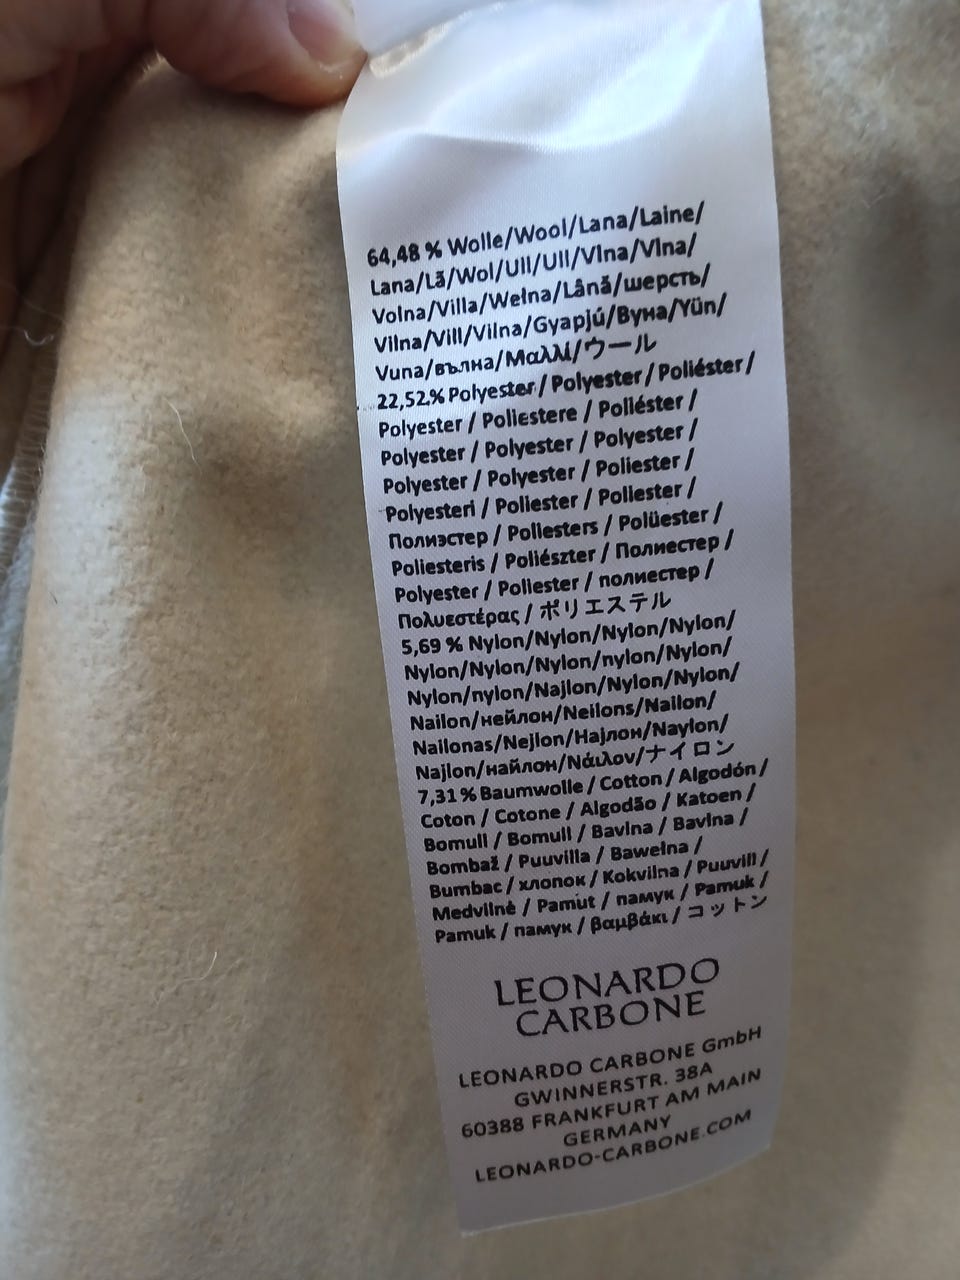 64,48 % Wolle/Wool/Lana/Laine/
Lana/Lã/Wol/Ull/Ull/Vlna/Vlna/
Volna/Villa/Wełna/Lână/шерсть/
Vilna/Vill/Vilna/Gyapjú/Вуна/Yün/
Vuna/вълна/Μαλλί/ウール
22,52% Polyester / Polyester / Poliéster /
Polyester / Poliestere / Poliéster /
Polyester / Polyester / Polyester /
Polyester / Polyester / Poliester /
Polyesteri / Poliester / Poliester /
Полиэстер / Poliesters / Polüester /
Poliesteris / Poliészter / Полиестер /
Polyester / Poliester / полиестер /
Πολυεστέρας / ポリエステル
5,69 % Nylon/Nylon/Nylon/Nylon/
Nylon/Nylon/Nylon/nylon/Nylon/
Nylon/nylon/Najlon/Nylon/Nylon/
Nailon/нейлон/Neilons/Nailon/
Nailonas/Nejlon/Најлон/Naylon/
Najlon/найлон/Νάιλον/ナイロン
7,31 % Baumwolle / Cotton / Algodón /
Coton / Cotone / Algodão / Katoen /
Bomull / Bomull / Bavlna / Bavlna /
Bombaž / Puuvilla / Bawełna /
Bumbac / хлопок / Kokvilna / Puuvill /
Medvilnė / Pamut / памук / Pamuk /
Pamuk / памук / βαμβάκι / コットン
LEONARDO
CARBONE
LEONARDO CARBONE GmbH
GWINNERSTR. 38A
60388 FRANKFURT AM MAIN
GERMANY
LEONARDO-CARBONE.COM